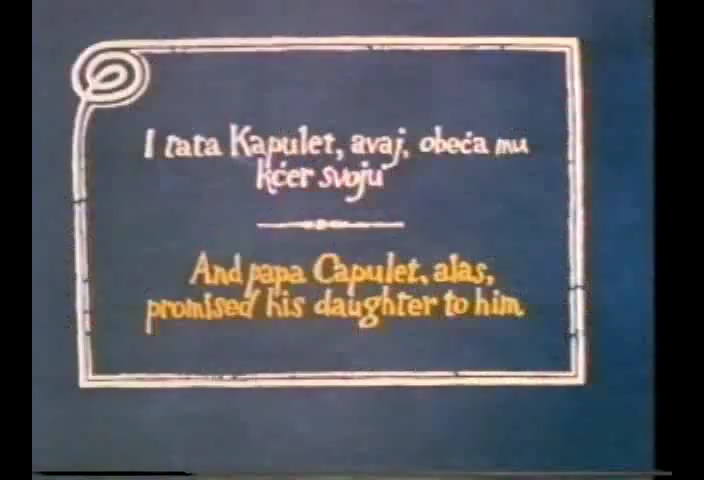 I tata Kapulet, avaj, obeća mu
kćer svoju
And papa Capulet, alas,
promised his daughter to him